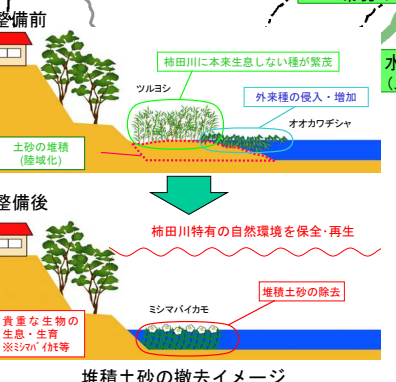 整備前
柿田川に本来生息しない種が繁茂
水
ツルヨシ
外来種の侵入・増加
オオカワヂシャ
土砂の堆積
(陸域化)
整備後
柿田川特有の自然環境を保全・再生
堆積土砂の除去
ミシマバイカモ
貴重な生物の
生息・生育
※ミシマバイカモ等
堆積土砂の撤去イメージ